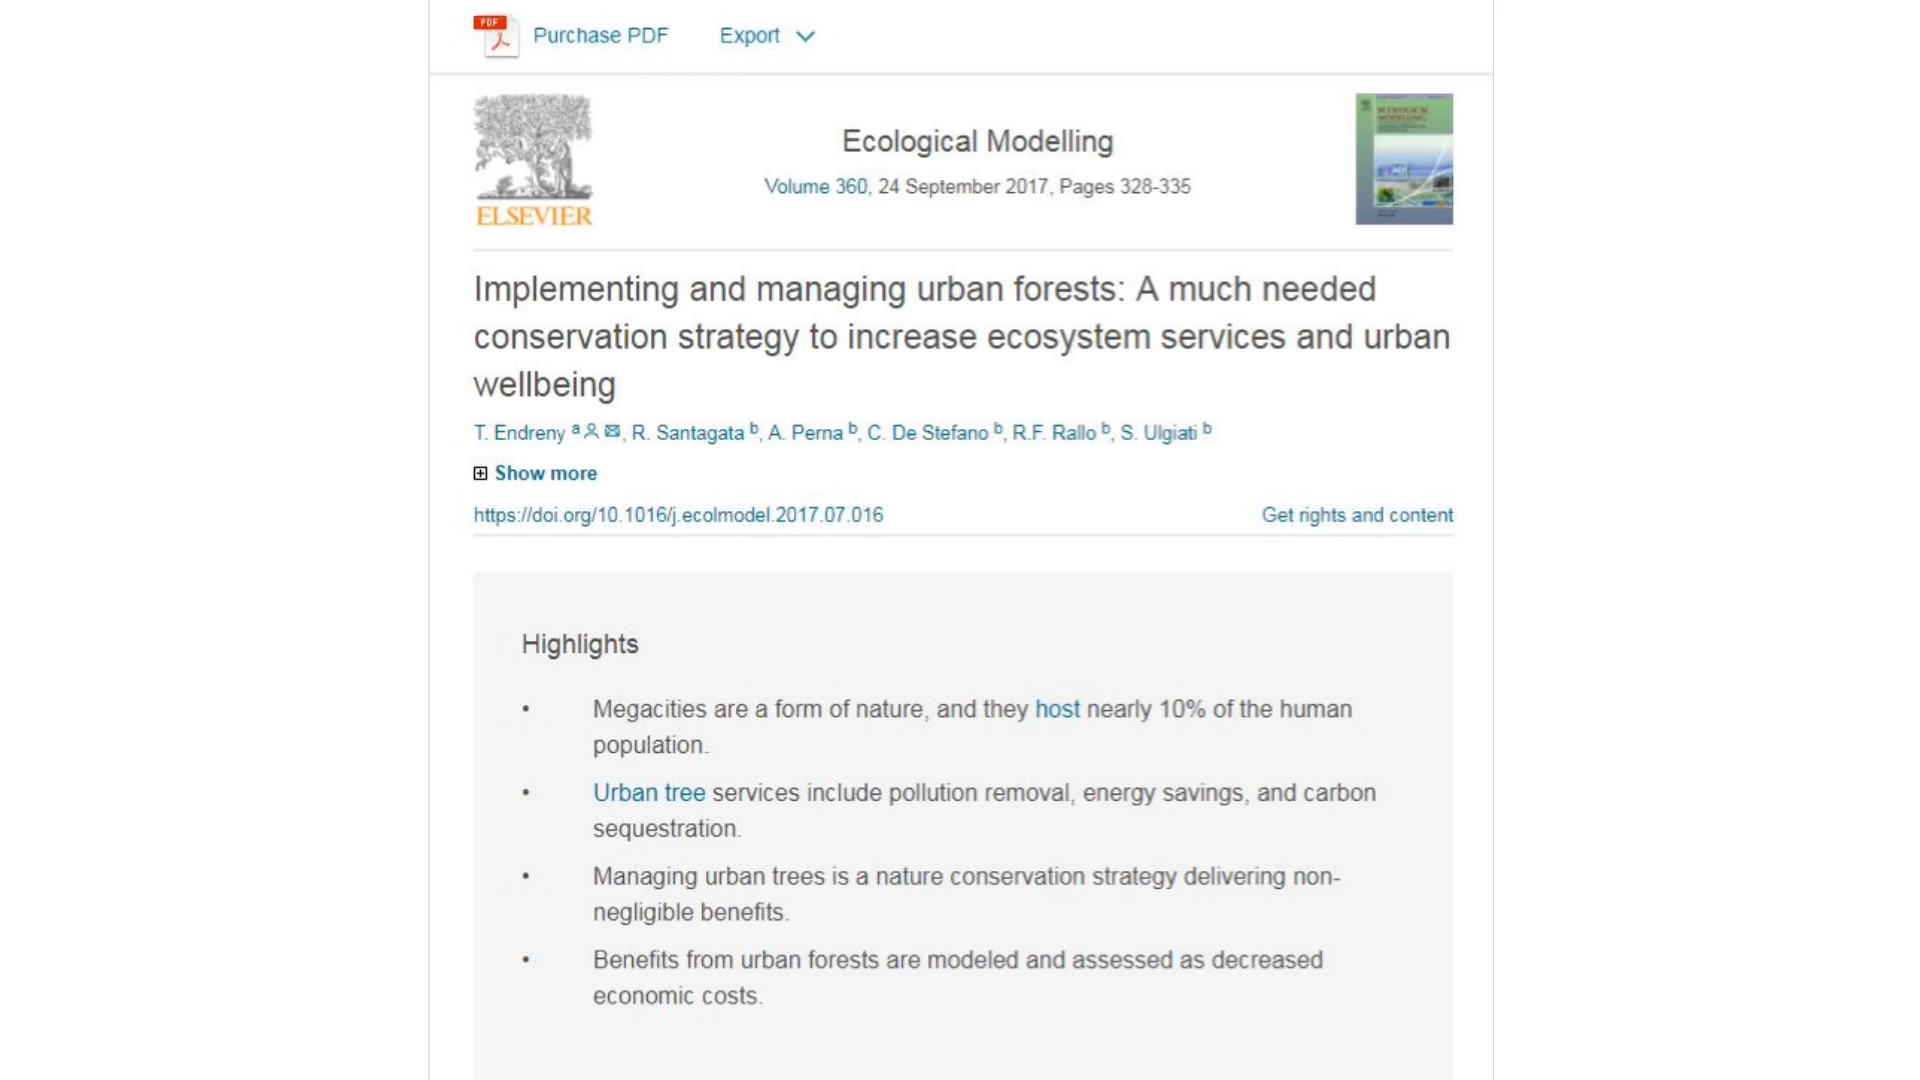 PDF
Purchase PDF
Export
ELSEVIER
Ecological Modelling
Volume 360, 24 September 2017, Pages 328-335
ECOLOGICAL
MODELLING
Implementing and managing urban forests: A much needed
conservation strategy to increase ecosystem services and urban
wellbeing
T. Endreny a, R. Santagata b, A. Perna b, C. De Stefano b, R.F. Rallo b, S. Ulgiati b
Show more
https://doi.org/10.1016/j.ecolmodel.2017.07.016
Get rights and content
Highlights
• Megacities are a form of nature, and they host nearly 10% of the human
population.
• Urban tree services include pollution removal, energy savings, and carbon
sequestration.
• Managing urban trees is a nature conservation strategy delivering non-
negligible benefits.
• Benefits from urban forests are modeled and assessed as decreased
economic costs.